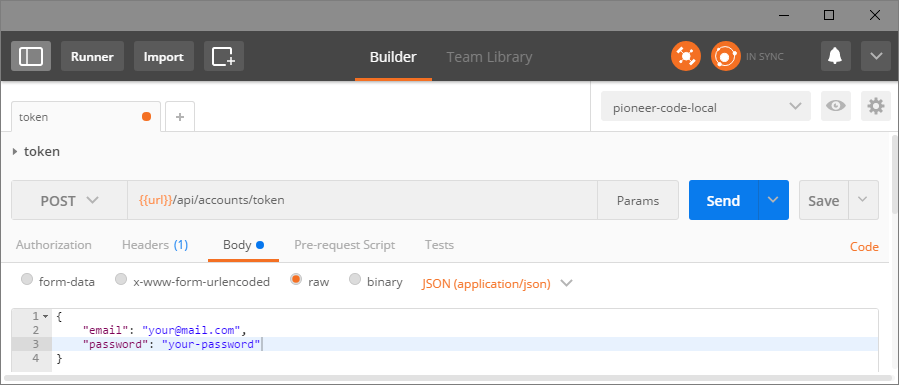 Runner Import Builder Team Library IN SYNC
token + pioneer-code-local
token
POST {{url}}/api/accounts/token Params Send Save
Authorization Headers (1) Body Pre-request Script Tests Code
form-data x-www-form-urlencoded raw binary JSON (application/json)
1 {
2 "email": "your@mail.com",
3 "password": "your-password"
4 }